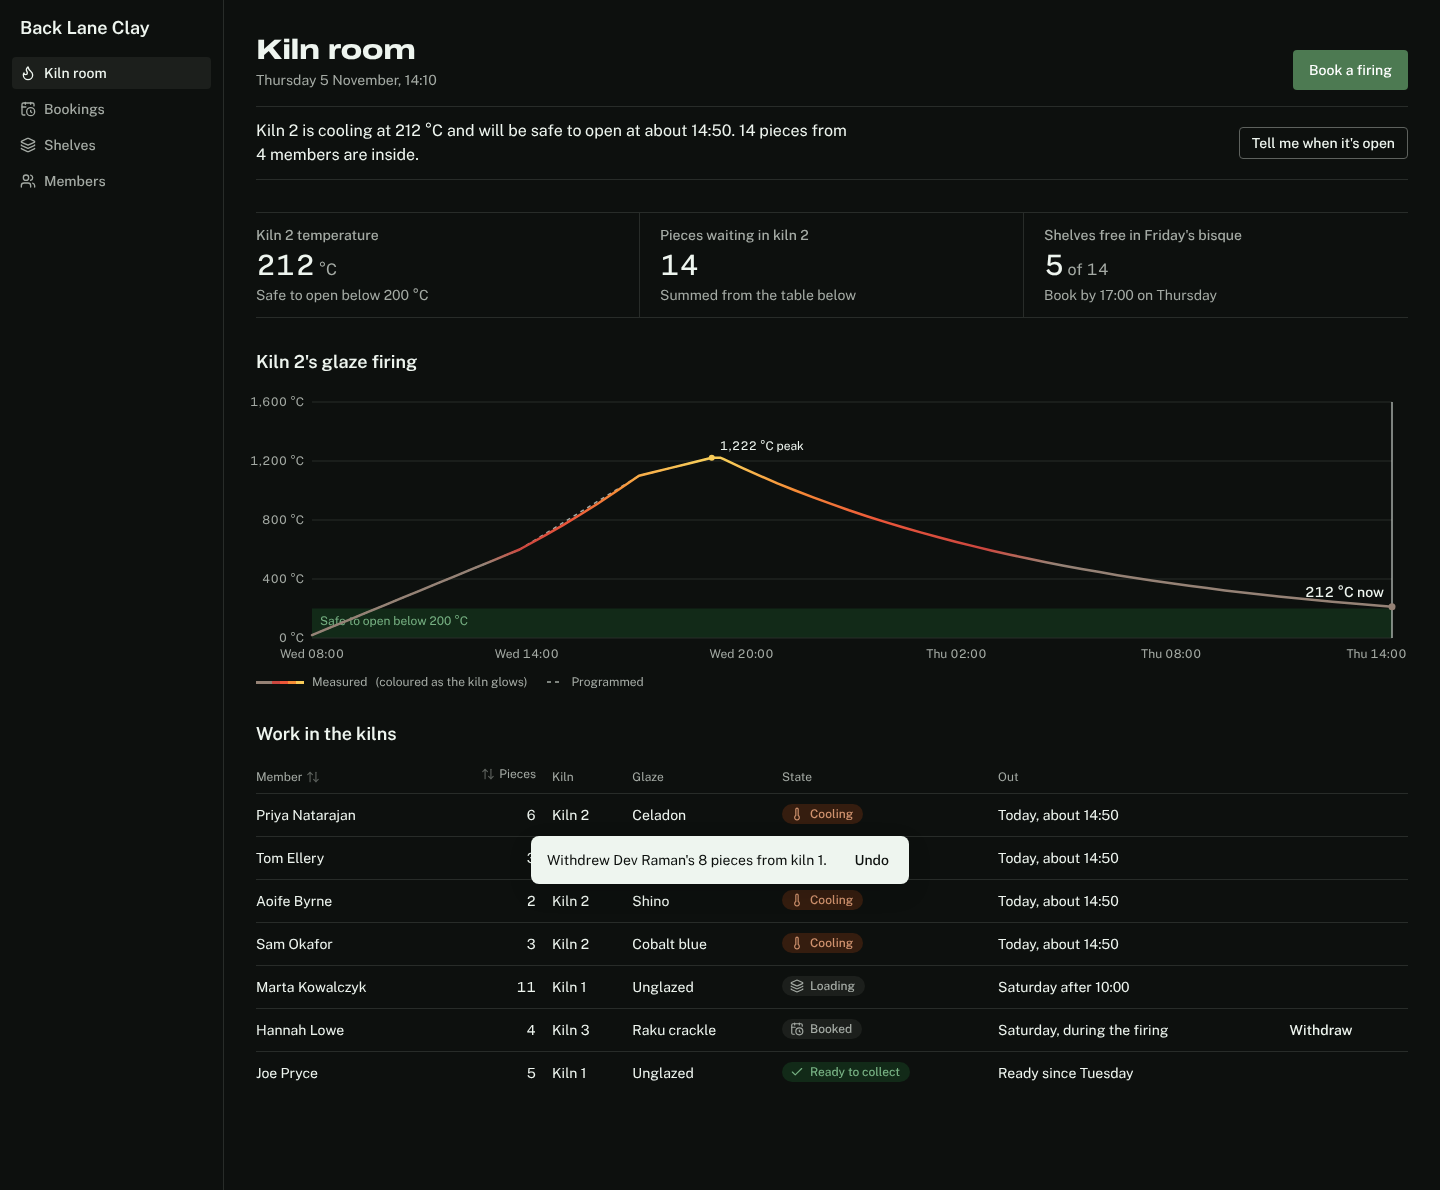 Back Lane Clay
Kiln room
Bookings
Shelves
Members
Kiln room
Thursday 5 November, 14:10
Book a firing
Kiln 2 is cooling at 212 °C and will be safe to open at about 14:50. 14 pieces from
4 members are inside.
Tell me when it's open
Kiln 2 temperature
212 °C
Safe to open below 200 °C
Pieces waiting in kiln 2
14
Summed from the table below
Shelves free in Friday's bisque
5 of 14
Book by 17:00 on Thursday
Kiln 2's glaze firing
1,600 °C
1,200 °C
800 °C
400 °C
0 °C
1,222 °C peak
212 °C now
Safe to open below 200 °C
Wed 08:00 Wed 14:00 Wed 20:00 Thu 02:00 Thu 08:00 Thu 14:00
Measured (coloured as the kiln glows) Programmed
Work in the kilns
Member Pieces Kiln Glaze State Out
Priya Natarajan 6 Kiln 2 Celadon Cooling Today, about 14:50
Tom Ellery Today, about 14:50
Withdrew Dev Raman's 8 pieces from kiln 1. Undo
Aoife Byrne 2 Kiln 2 Shino Cooling Today, about 14:50
Sam Okafor 3 Kiln 2 Cobalt blue Cooling Today, about 14:50
Marta Kowalczyk 11 Kiln 1 Unglazed Loading Saturday after 10:00
Hannah Lowe 4 Kiln 3 Raku crackle Booked Saturday, during the firing Withdraw
Joe Pryce 5 Kiln 1 Unglazed Ready to collect Ready since Tuesday